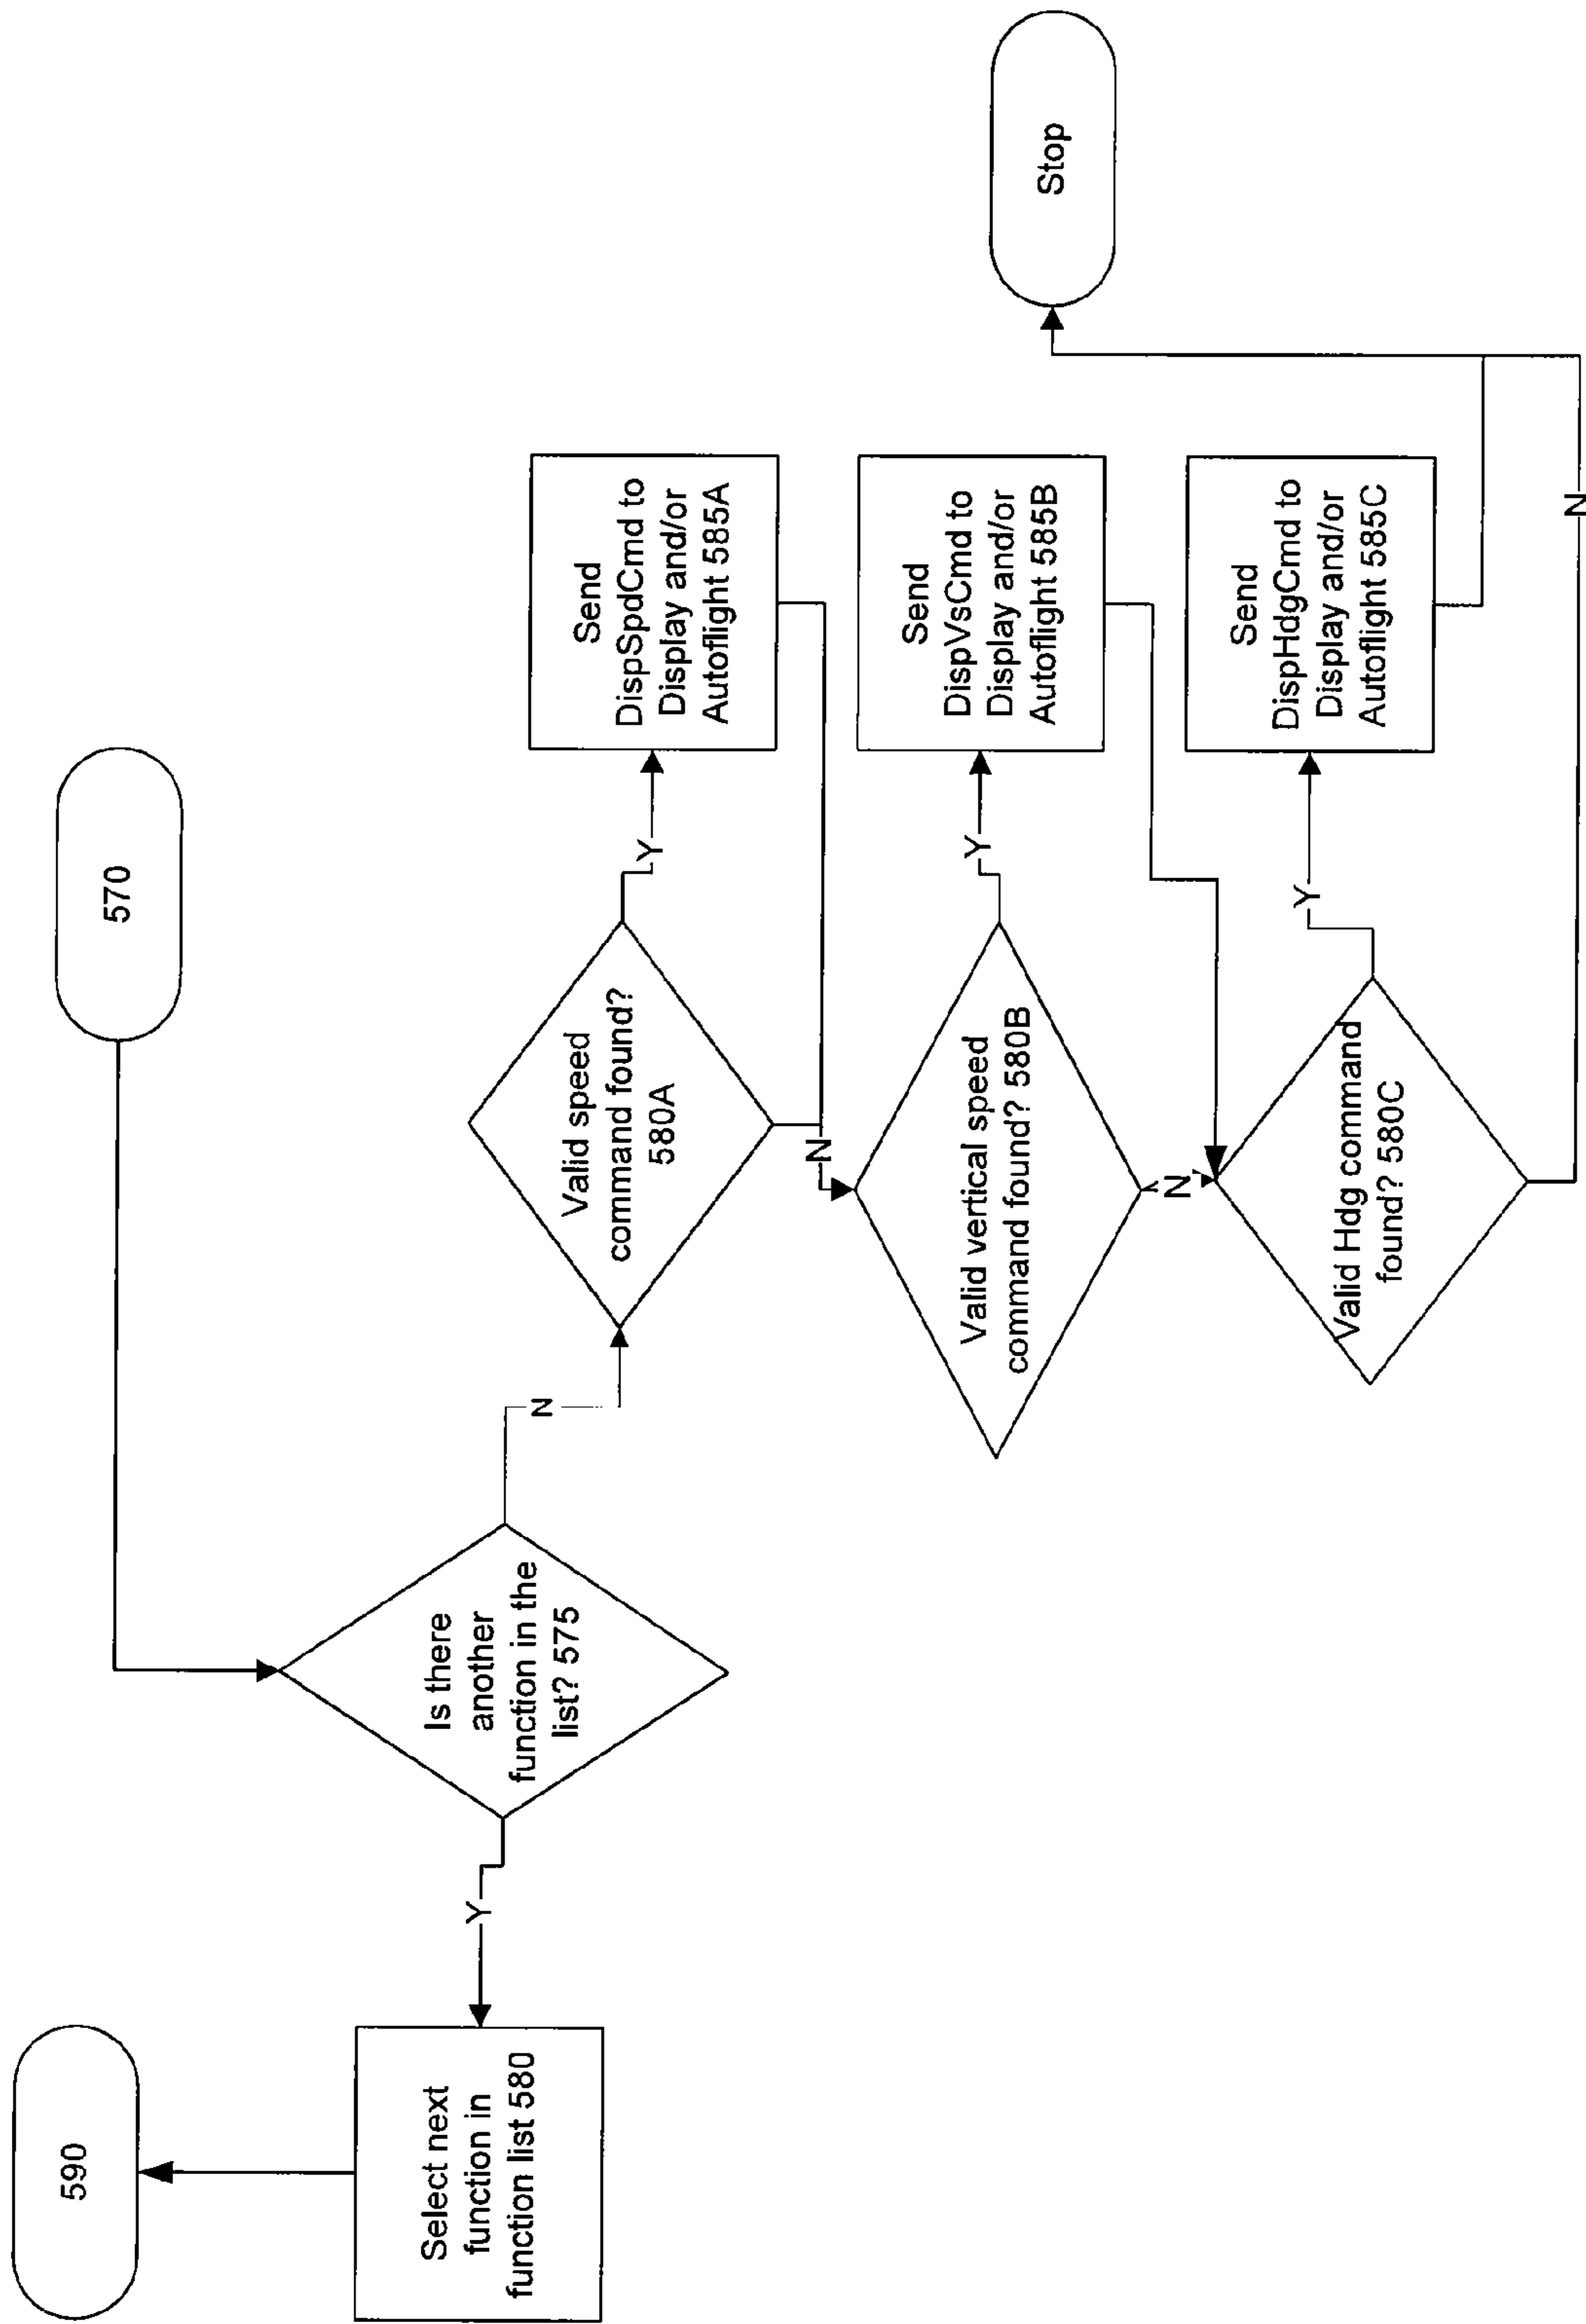 590
570
Select next
function in
function list 580
Y
Is there
another
function in the
list? 575
N
Valid speed
command found?
580A
Y
Send
DispSpdCmd to
Display and/or
Autoflight 585A
N
Valid vertical speed
command found? 580B
Y
Send
DispVsCmd to
Display and/or
Autoflight 585B
N
Valid Hdg command
found? 580C
Y
Send
DispHdgCmd to
Display and/or
Autoflight 585C
N
Stop